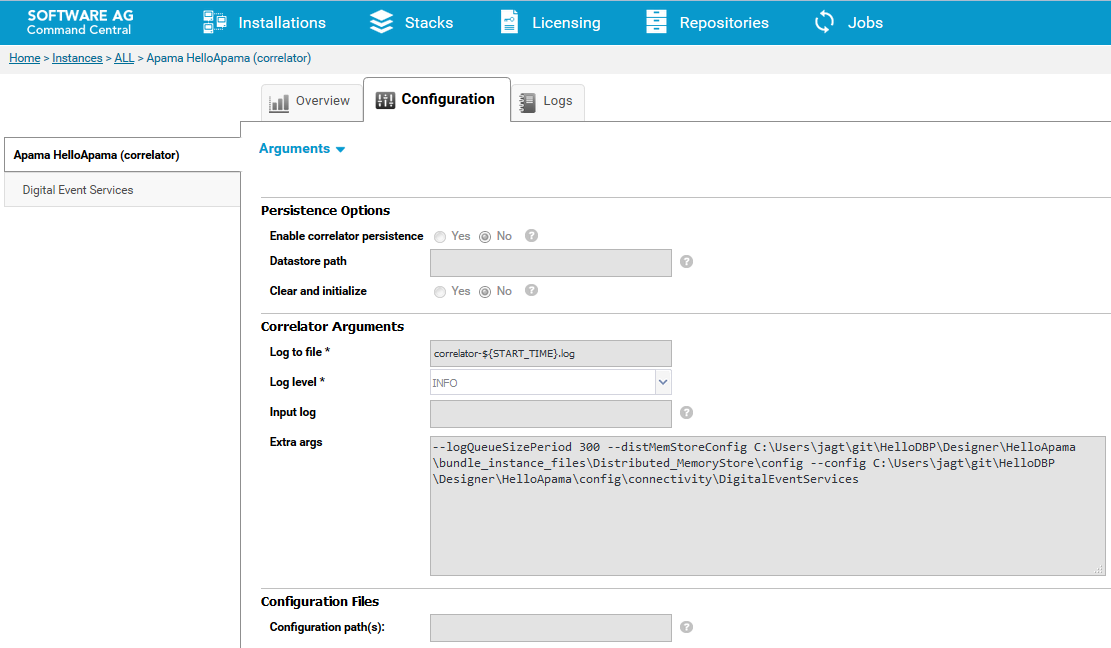 SOFTWARE AG
Command Central
Installations
Stacks
Licensing
Repositories
Jobs
Home > Instances > ALL > Apama HelloApama (correlator)
Overview
Configuration
Logs
Apama HelloApama (correlator)
Digital Event Services
Arguments
Persistence Options
Enable correlator persistence Yes No ?
Datastore path ?
Clear and initialize Yes No ?
Correlator Arguments
Log to file * correlator-${START_TIME}.log
Log level * INFO
Input log ?
Extra args
--logQueueSizePeriod 300 --distMemStoreConfig C:\Users\jagt\git\HelloDBP\Designer\HelloApama
\bundle_instance_files\Distributed_MemoryStore\config --config C:\Users\jagt\git\HelloDBP
\Designer\HelloApama\config\connectivity\DigitalEventServices
Configuration Files
Configuration path(s): ?